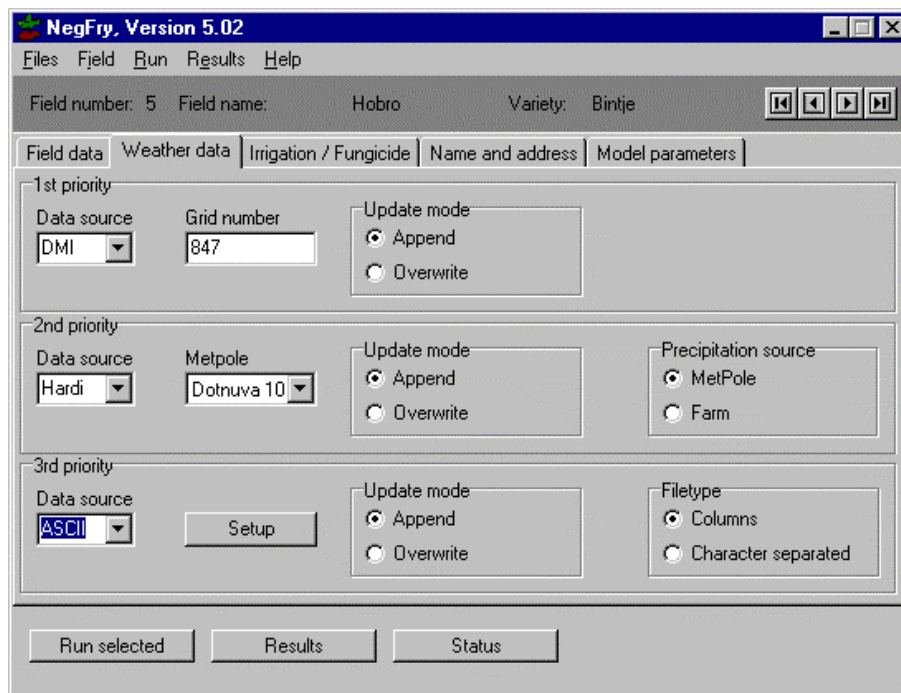 NegFry, Version 5.02
Files Field Run Results Help
Field number: 5 Field name: Hobro Variety: Bintje
Field data Weather data Irrigation / Fungicide Name and address Model parameters
1st priority
Data source Grid number Update mode
DMI 847 Append
Overwrite
2nd priority
Data source Metpole Update mode Precipitation source
Hardi Dotnuva 10 Append MetPole
Overwrite Farm
3rd priority
Data source Update mode Filetype
ASCII Setup Append Columns
Overwrite Character separated
Run selected Results Status